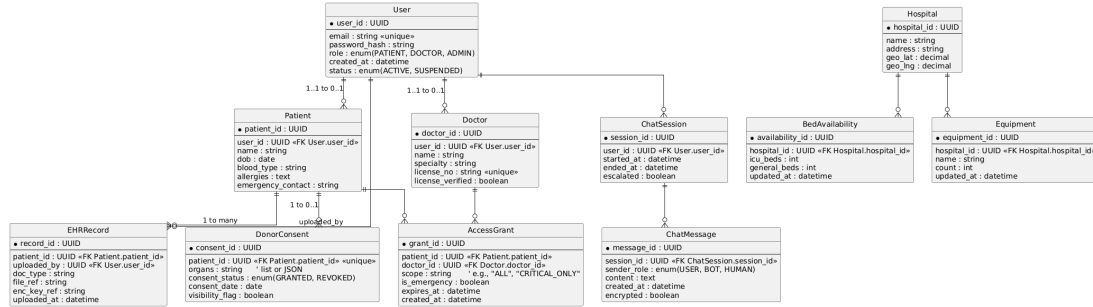 User
user_id : UUID
email : string «unique»
password_hash : string
role : enum(PATIENT, DOCTOR, ADMIN)
created_at : datetime
status : enum(ACTIVE, SUSPENDED)
Hospital
hospital_id : UUID
name : string
address : string
geo_lat : decimal
geo_lng : decimal
1..1 to 0..1
1..1 to 0..1
Patient
patient_id : UUID
user_id : UUID «FK User.user_id»
name : string
dob : date
blood_type : string
allergies : text
emergency_contact : string
Doctor
doctor_id : UUID
user_id : UUID «FK User.user_id»
name : string
specialty : string
license_no : string «unique»
license_verified : boolean
ChatSession
session_id : UUID
user_id : UUID «FK User.user_id»
started_at : datetime
ended_at : datetime
escalated : boolean
BedAvailability
availability_id : UUID
hospital_id : UUID «FK Hospital.hospital_id»
icu_beds : int
general_beds : int
updated_at : datetime
Equipment
equipment_id : UUID
hospital_id : UUID «FK Hospital.hospital_id»
name : string
count : int
updated_at : datetime
1 to many
1 to 0..1
uploaded_by
EHRRecord
record_id : UUID
patient_id : UUID «FK Patient.patient_id»
uploaded_by : UUID «FK User.user_id»
doc_type : string
file_ref : string
enc_key_ref : string
uploaded_at : datetime
DonorConsent
consent_id : UUID
patient_id : UUID «FK Patient.patient_id» «unique»
organs : string ' list or JSON
consent_status : enum(GRANTED, REVOKED)
consent_date : date
visibility_flag : boolean
AccessGrant
grant_id : UUID
patient_id : UUID «FK Patient.patient_id»
doctor_id : UUID «FK Doctor.doctor_id»
scope : string ' e.g., "ALL", "CRITICAL_ONLY"
is_emergency : boolean
expires_at : datetime
created_at : datetime
ChatMessage
message_id : UUID
session_id : UUID «FK ChatSession.session_id»
sender_role : enum(USER, BOT, HUMAN)
content : text
created_at : datetime
encrypted : boolean